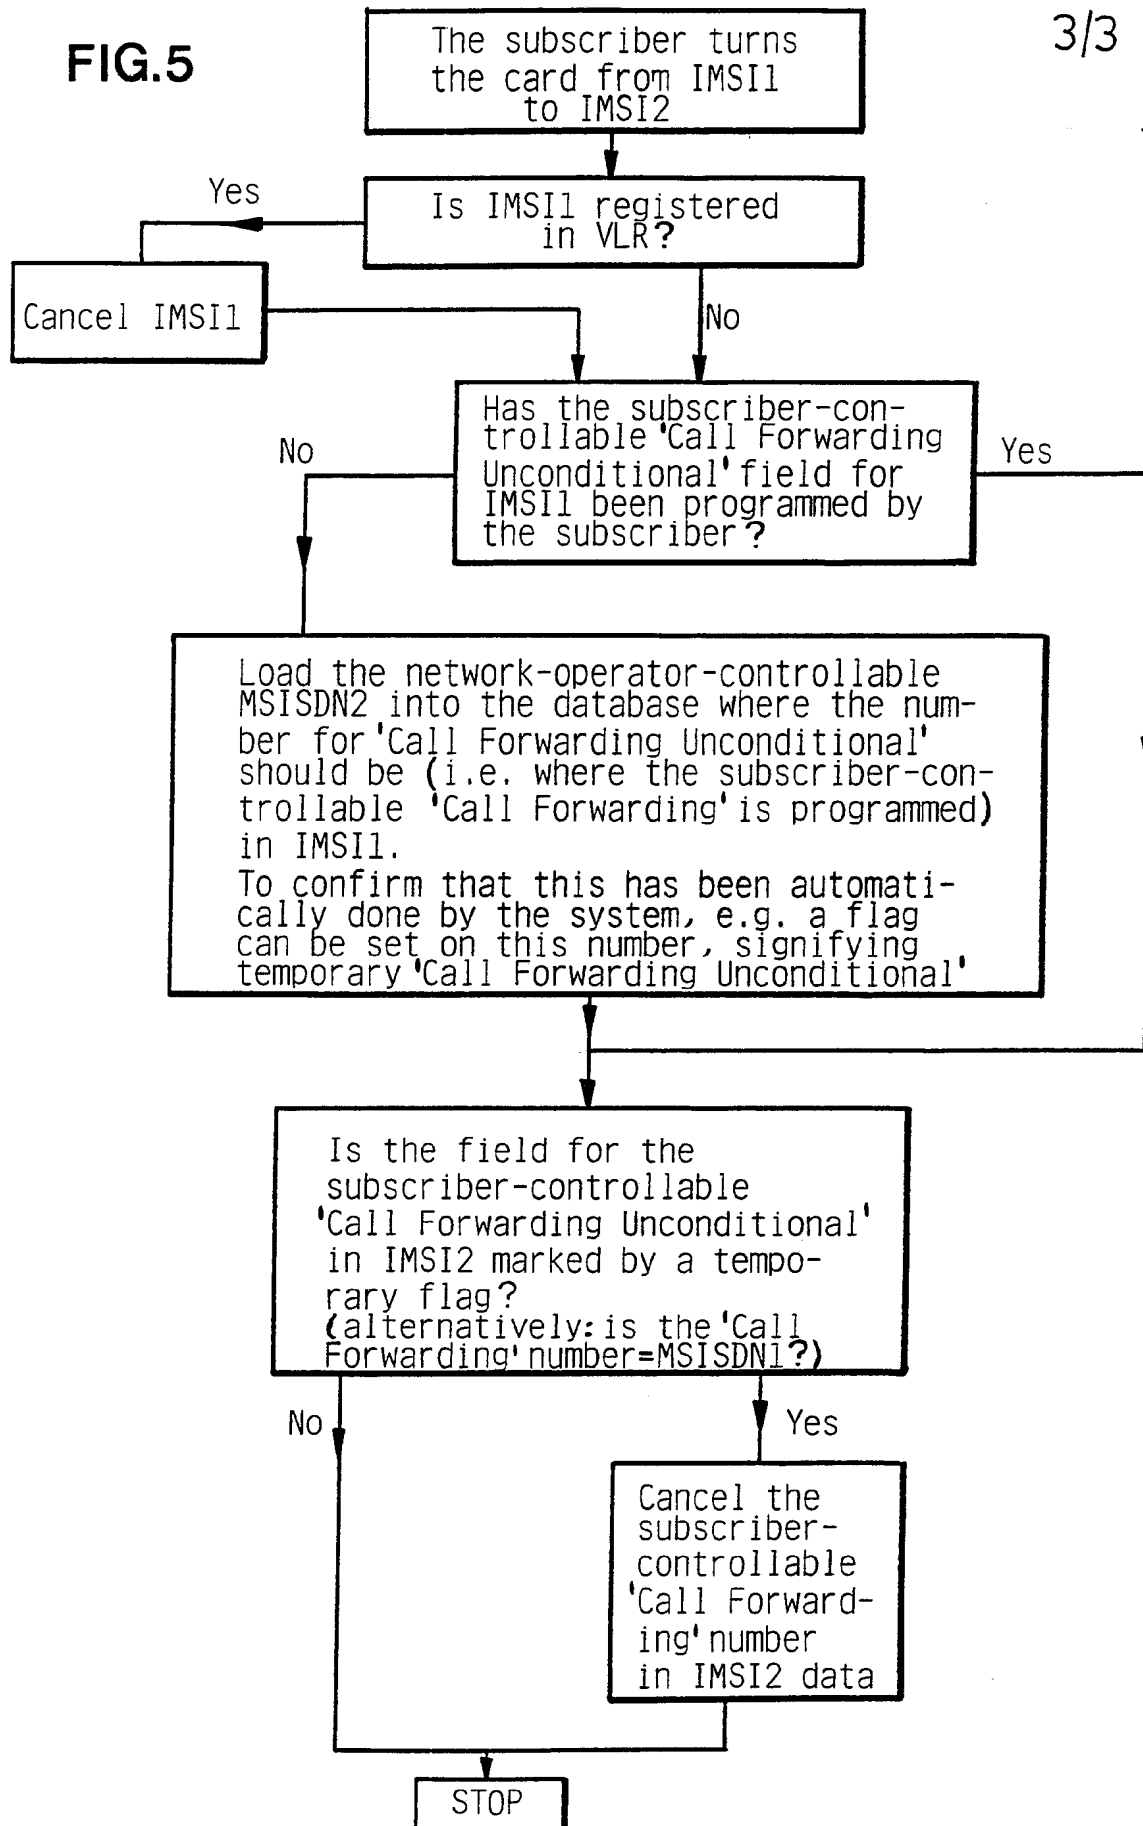 FIG.5
3/3
The subscriber turns
the card from IMSI1
to IMSI2
Yes
Is IMSI1 registered
in VLR?
Cancel IMSI1
No
Has the subscriber-con-
trollable 'Call Forwarding
Unconditional' field for
IMSI1 been programmed by
the subscriber?
No
Yes
Load the network-operator-controllable
MSISDN2 into the database where the num-
ber for 'Call Forwarding Unconditional'
should be (i.e. where the subscriber-con-
trollable 'Call Forwarding' is programmed)
in IMSI1.
To confirm that this has been automati-
cally done by the system, e.g. a flag
can be set on this number, signifying
temporary 'Call Forwarding Unconditional'
Is the field for the
subscriber-controllable
'Call Forwarding Unconditional'
in IMSI2 marked by a tempo-
rary flag?
(alternatively: is the 'Call
Forwarding' number=MSISDN1?)
No
Yes
Cancel the
subscriber-
controllable
'Call Forward-
ing' number
in IMSI2 data
STOP